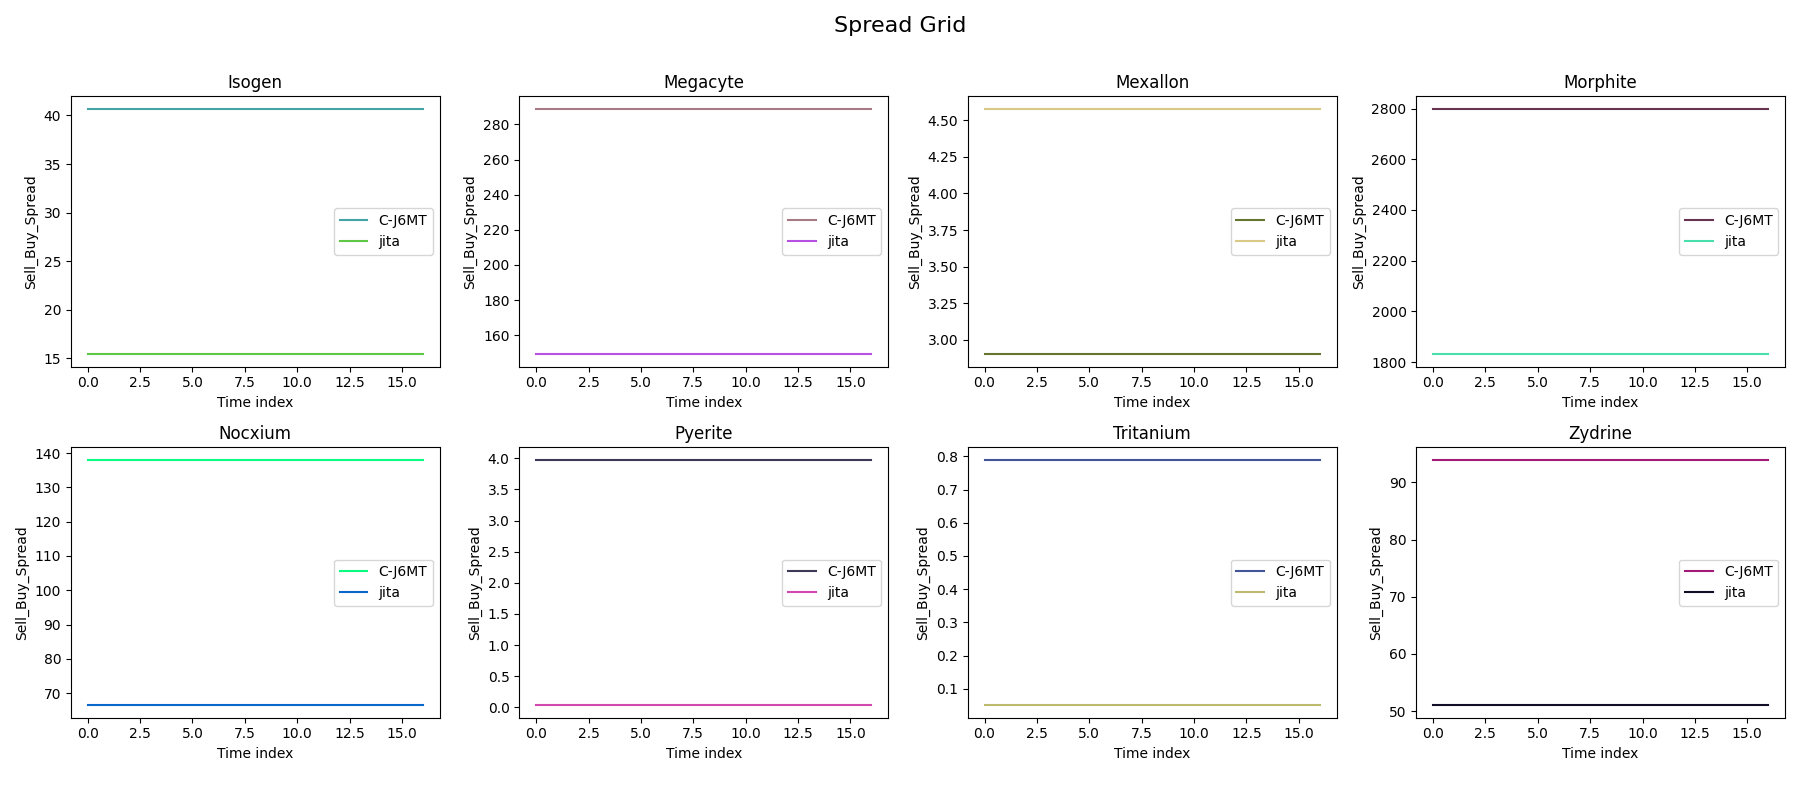 Spread Grid
Isogen
Sell_Buy_Spread
40
35
30
25
20
15
C-J6MT
jita
0.0 2.5 5.0 7.5 10.0 12.5 15.0
Time index
Megacyte
Sell_Buy_Spread
280
260
240
220
200
180
160
C-J6MT
jita
0.0 2.5 5.0 7.5 10.0 12.5 15.0
Time index
Mexallon
Sell_Buy_Spread
4.50
4.25
4.00
3.75
3.50
3.25
3.00
C-J6MT
jita
0.0 2.5 5.0 7.5 10.0 12.5 15.0
Time index
Morphite
Sell_Buy_Spread
2800
2600
2400
2200
2000
1800
C-J6MT
jita
0.0 2.5 5.0 7.5 10.0 12.5 15.0
Time index
Nocxium
Sell_Buy_Spread
140
130
120
110
100
90
80
70
C-J6MT
jita
0.0 2.5 5.0 7.5 10.0 12.5 15.0
Time index
Pyerite
Sell_Buy_Spread
4.0
3.5
3.0
2.5
2.0
1.5
1.0
0.5
0.0
C-J6MT
jita
0.0 2.5 5.0 7.5 10.0 12.5 15.0
Time index
Tritanium
Sell_Buy_Spread
0.8
0.7
0.6
0.5
0.4
0.3
0.2
0.1
C-J6MT
jita
0.0 2.5 5.0 7.5 10.0 12.5 15.0
Time index
Zydrine
Sell_Buy_Spread
90
80
70
60
50
C-J6MT
jita
0.0 2.5 5.0 7.5 10.0 12.5 15.0
Time index